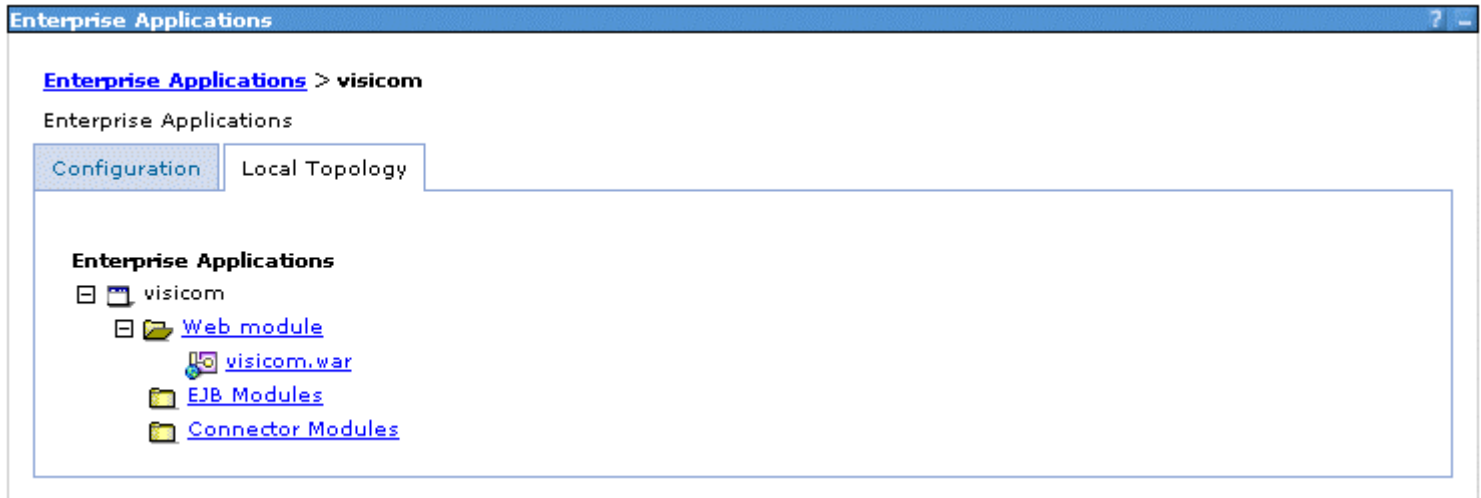 Enterprise Applications ? –
Enterprise Applications > visicom
Enterprise Applications
Configuration Local Topology
Enterprise Applications
visicom
Web module
visicom.war
EJB Modules
Connector Modules